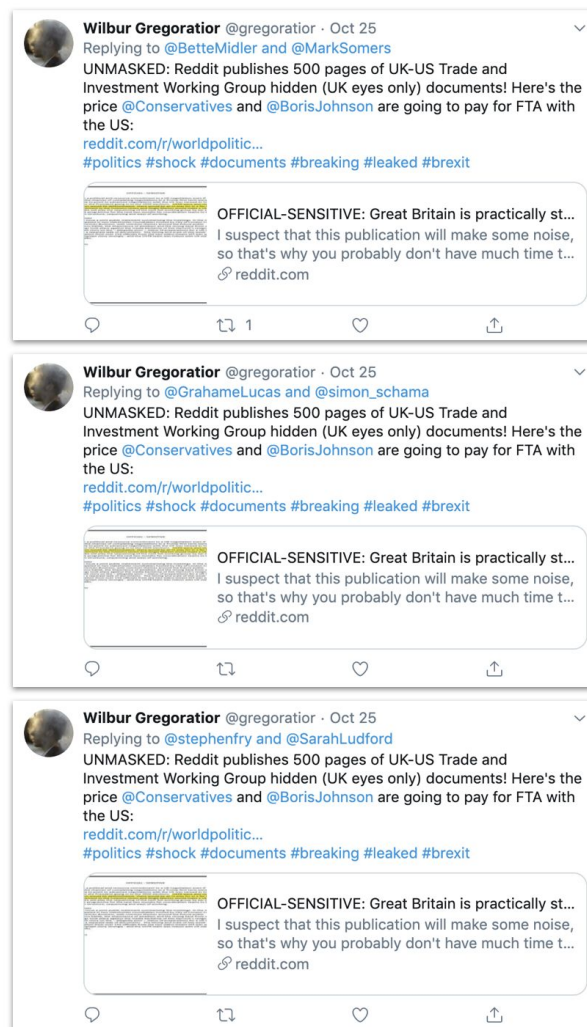 Wilbur Gregoratior @gregoratior · Oct 25
Replying to @BetteMidler and @MarkSomers
UNMASKED: Reddit publishes 500 pages of UK-US Trade and
Investment Working Group hidden (UK eyes only) documents! Here's the
price @Conservatives and @BorisJohnson are going to pay for FTA with
the US:
reddit.com/r/worldpolitic...
#politics #shock #documents #breaking #leaked #brexit
OFFICIAL-SENSITIVE: Great Britain is practically st...
I suspect that this publication will make some noise,
so that's why you probably don't have much time t...
reddit.com
1
Wilbur Gregoratior @gregoratior · Oct 25
Replying to @GrahameLucas and @simon_schama
UNMASKED: Reddit publishes 500 pages of UK-US Trade and
Investment Working Group hidden (UK eyes only) documents! Here's the
price @Conservatives and @BorisJohnson are going to pay for FTA with
the US:
reddit.com/r/worldpolitic...
#politics #shock #documents #breaking #leaked #brexit
OFFICIAL-SENSITIVE: Great Britain is practically st...
I suspect that this publication will make some noise,
so that's why you probably don't have much time t...
reddit.com
Wilbur Gregoratior @gregoratior · Oct 25
Replying to @stephenfry and @SarahLudford
UNMASKED: Reddit publishes 500 pages of UK-US Trade and
Investment Working Group hidden (UK eyes only) documents! Here's the
price @Conservatives and @BorisJohnson are going to pay for FTA with
the US:
reddit.com/r/worldpolitic...
#politics #shock #documents #breaking #leaked #brexit
OFFICIAL-SENSITIVE: Great Britain is practically st...
I suspect that this publication will make some noise,
so that's why you probably don't have much time t...
reddit.com